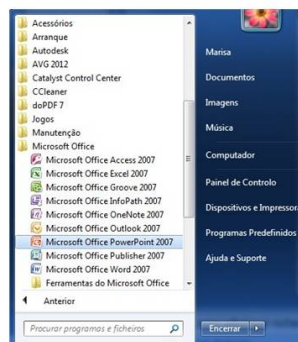 Acessórios
Arranque
Autodesk
AVG 2012
Catalyst Control Center
CCleaner
doPDF 7
Jogos
Manutenção
Microsoft Office
Microsoft Office Access 2007
Microsoft Office Excel 2007
Microsoft Office Groove 2007
Microsoft Office InfoPath 2007
Microsoft Office OneNote 2007
Microsoft Office Outlook 2007
Microsoft Office PowerPoint 2007
Microsoft Office Publisher 2007
Microsoft Office Word 2007
Ferramentas do Microsoft Office
Anterior
Procurar programas e ficheiros
Marisa
Documentos
Imagens
Música
Computador
Painel de Controlo
Dispositivos e Impressor
Programas Predefinidos
Ajuda e Suporte
Encerrar